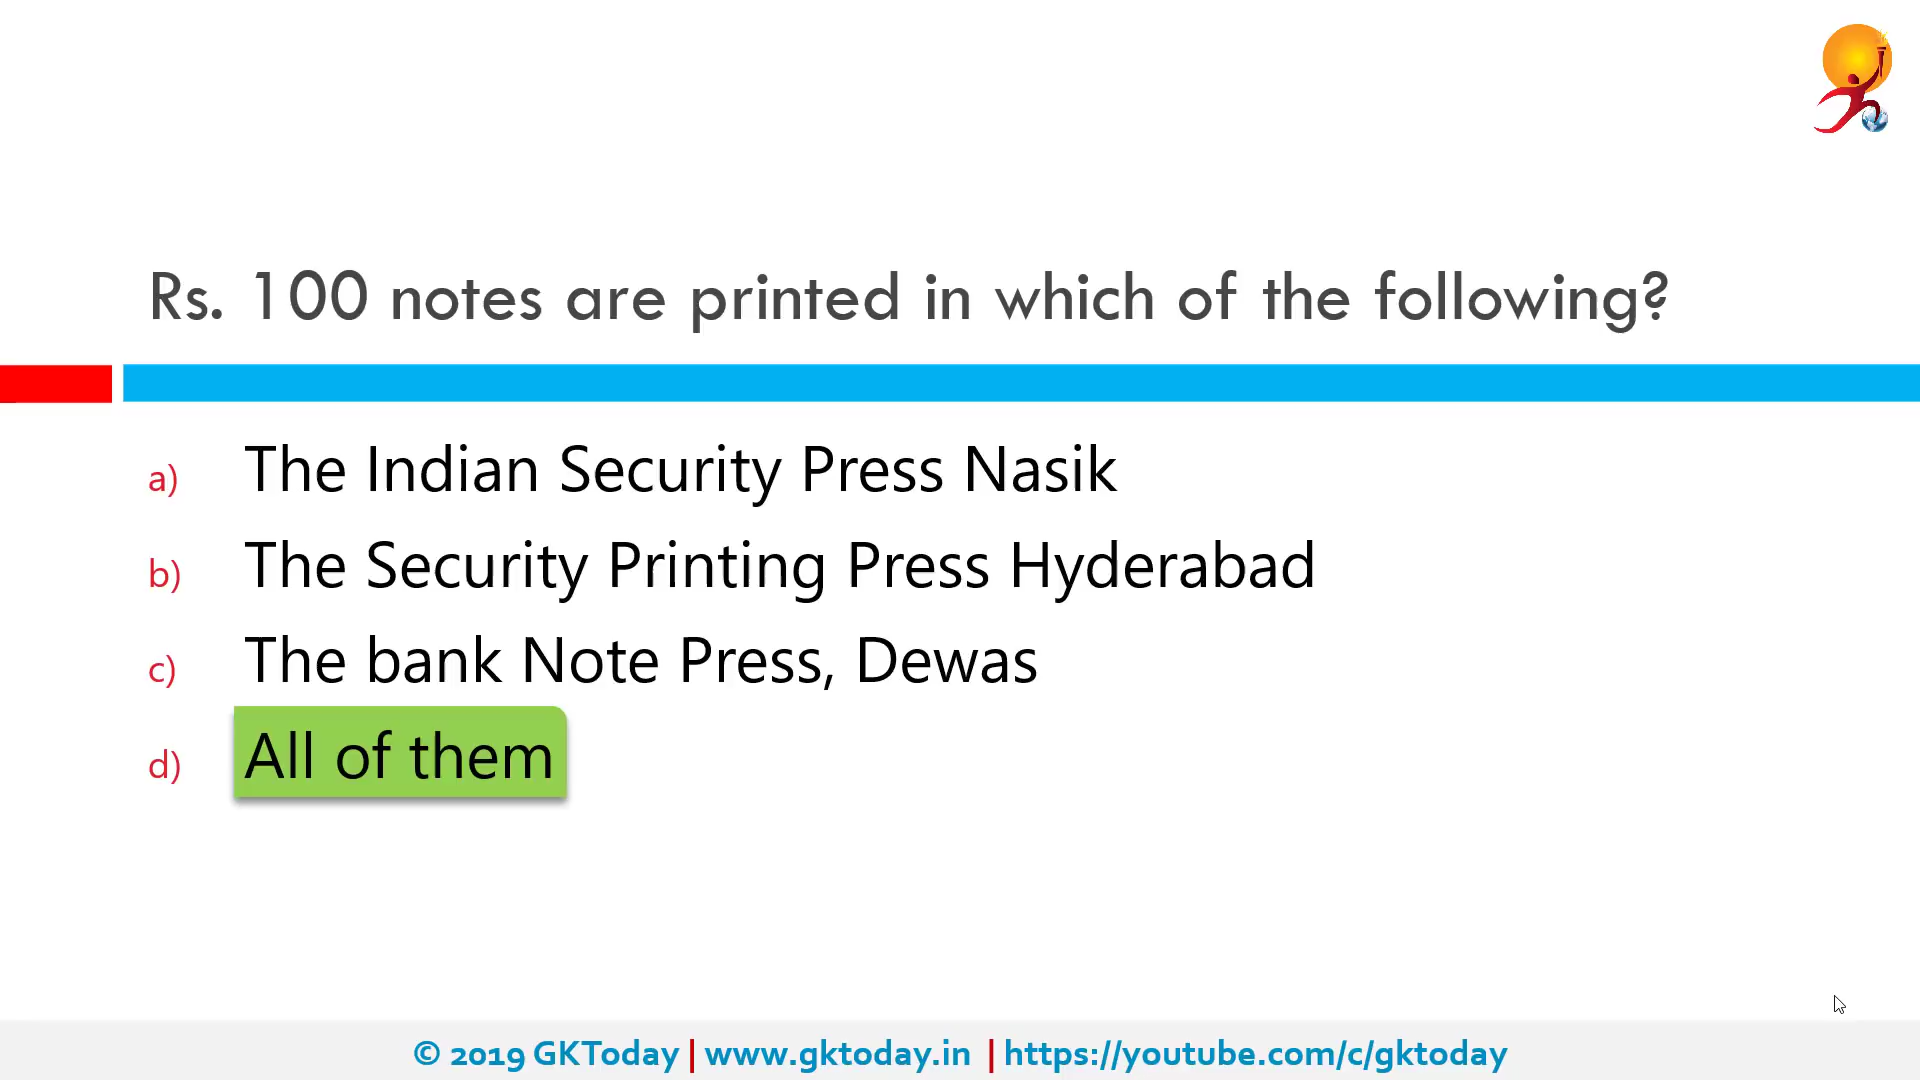 Rs. 100 notes are printed in which of the following?
a) The Indian Security Press Nasik
b) The Security Printing Press Hyderabad
c) The bank Note Press, Dewas
d) All of them
© 2019 GKToday | www.gktoday.in | https://youtube.com/c/gktoday